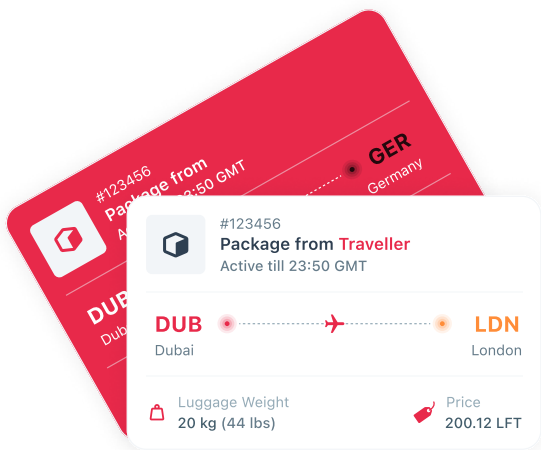 #123456
Package from
23:50 GMT
GER
Germany
DUB
#123456
Package from Traveller
Active till 23:50 GMT
DUB
LDN
Dubai
London
Luggage Weight
Price
20 kg (44 lbs)
200.12 LFT